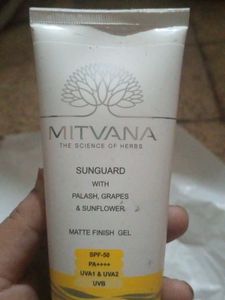 MITVANA
THE SCIENCE OF HERBS
SUNGUARD
WITH
PALASH, GRAPES
& SUNFLOWER.
MATTE FINISH GEL
SPF-50
PA++++
UVA1 & UVA2
UVB